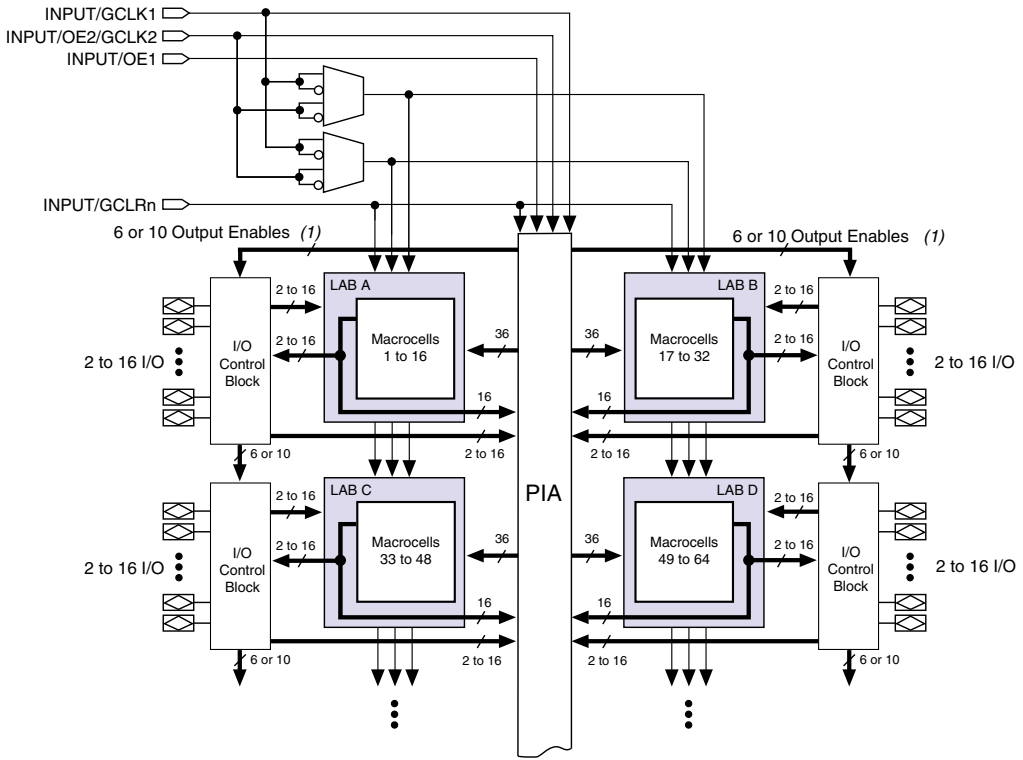 INPUT/GCLK1
INPUT/OE2/GCLK2
INPUT/OE1
INPUT/GCLRn
6 or 10 Output Enables (1)
6 or 10 Output Enables (1)
LAB A
LAB B
2 to 16
2 to 16
I/O
Control
Block
2 to 16
Macrocells
1 to 16
36
36
Macrocells
17 to 32
2 to 16
I/O
Control
Block
2 to 16 I/O
2 to 16 I/O
16
16
2 to 16
2 to 16
6 or 10
6 or 10
PIA
LAB C
LAB D
2 to 16
2 to 16
I/O
Control
Block
2 to 16
Macrocells
33 to 48
36
36
Macrocells
49 to 64
2 to 16
I/O
Control
Block
2 to 16 I/O
2 to 16 I/O
16
16
2 to 16
2 to 16
6 or 10
6 or 10